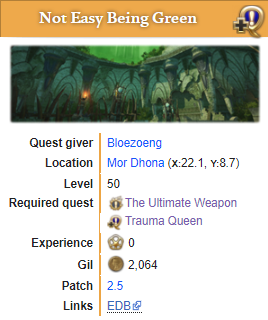 Not Easy Being Green
Quest giver Bloezoeng
Location Mor Dhona (X:22.1, Y:8.7)
Level 50
Required quest The Ultimate Weapon
Trauma Queen
Experience 0
Gil 2,064
Patch 2.5
Links EDB